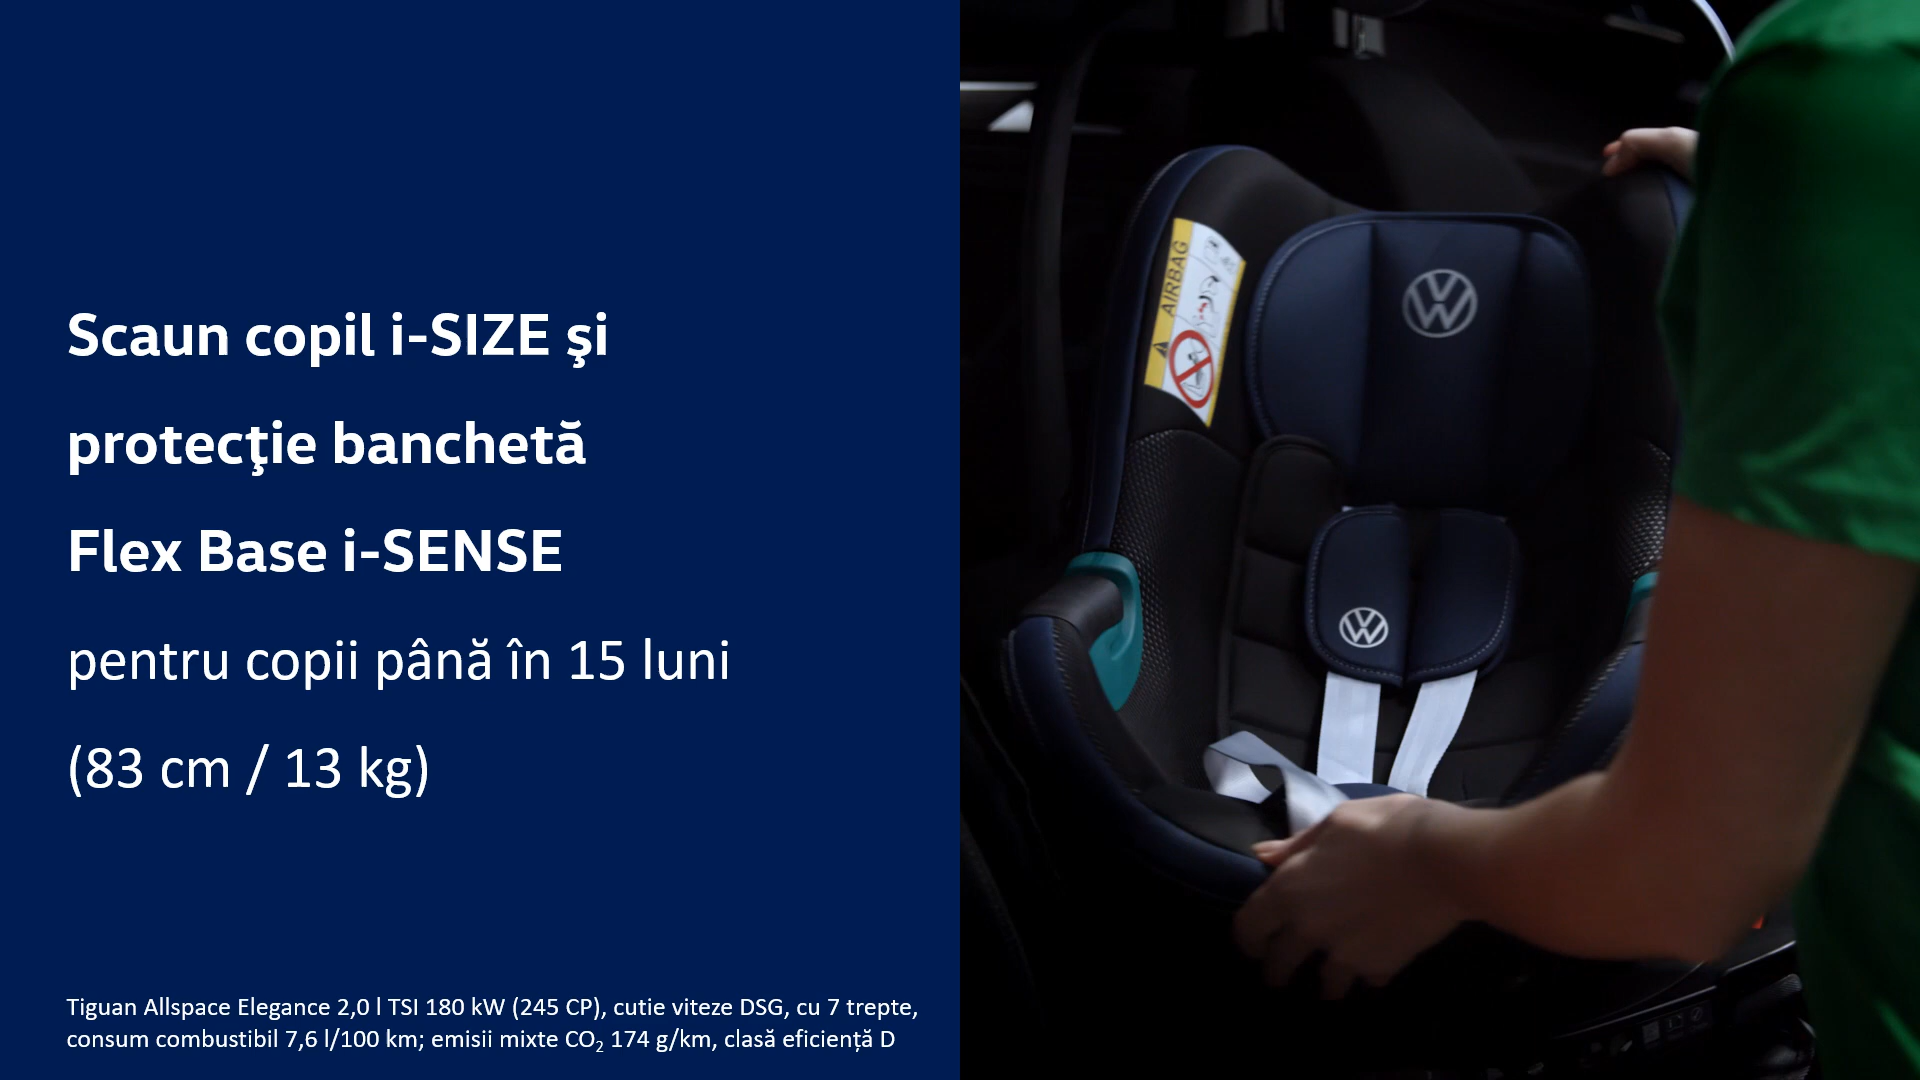 Scaun copil i-SIZE şi
protecţie banchetă
Flex Base i-SENSE
pentru copii până în 15 luni
(83 cm / 13 kg)
Tiguan Allspace Elegance 2,0 l TSI 180 kW (245 CP), cutie viteze DSG, cu 7 trepte,
consum combustibil 7,6 l/100 km; emisii mixte CO₂ 174 g/km, clasă eficiență D
AIRBAG